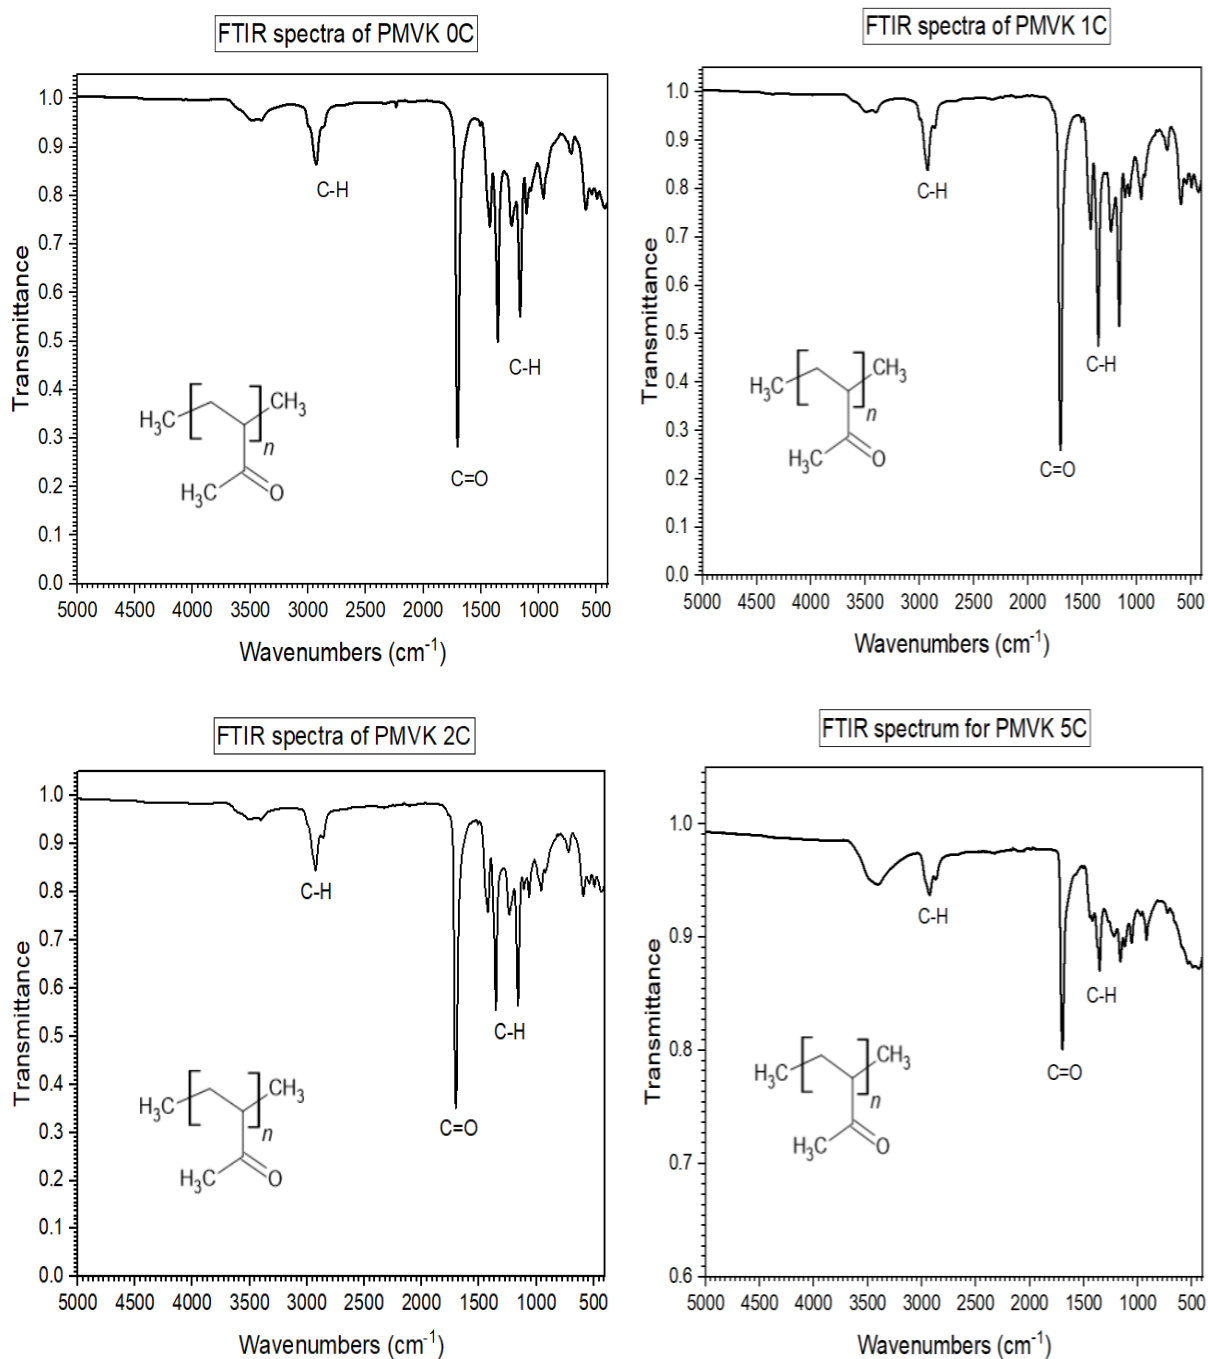 FTIR spectra of PMVK 0C
1.0
0.9
0.8
0.7
0.6
0.5
0.4
0.3
0.2
0.1
0.0
Transmittance
C-H
C-H
C=O
H3C
CH3
n
H3C
O
5000 4500 4000 3500 3000 2500 2000 1500 1000 500
Wavenumbers (cm-1)
FTIR spectra of PMVK 1C
1.0
0.9
0.8
0.7
0.6
0.5
0.4
0.3
0.2
0.1
0.0
Transmittance
C-H
C-H
C=O
H3C
CH3
n
H3C
O
5000 4500 4000 3500 3000 2500 2000 1500 1000 500
Wavenumbers (cm-1)
FTIR spectra of PMVK 2C
1.0
0.9
0.8
0.7
0.6
0.5
0.4
0.3
0.2
0.1
0.0
Transmittance
C-H
C-H
C=O
H3C
CH3
n
H3C
O
5000 4500 4000 3500 3000 2500 2000 1500 1000 500
Wavenumbers (cm-1)
FTIR spectrum for PMVK 5C
1.0
0.9
0.8
0.7
0.6
Transmittance
C-H
C-H
C=O
H3C
CH3
n
H3C
O
5000 4500 4000 3500 3000 2500 2000 1500 1000 500
Wavenumbers (cm-1)